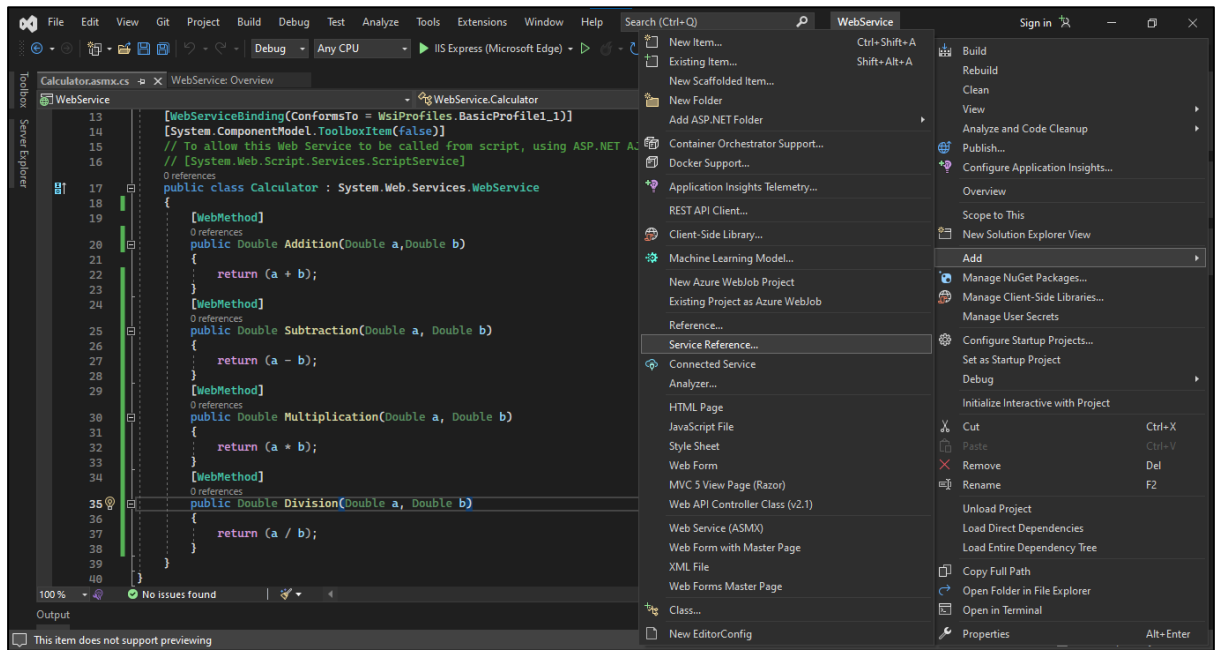 File Edit View Git Project Build Debug Test Analyze Tools Extensions Window Help Search (Ctrl+Q) WebService Sign in
Debug Any CPU IIS Express (Microsoft Edge)
Toolbox
Server Explorer
Calculator.asmx.cs WebService: Overview
WebService WebService.Calculator
13 [WebServiceBinding(ConformsTo = WsiProfiles.BasicProfile1_1)]
14 [System.ComponentModel.ToolboxItem(false)]
15 // To allow this Web Service to be called from script, using ASP.NET AJ
16 // [System.Web.Script.Services.ScriptService]
0 references
17 public class Calculator : System.Web.Services.WebService
18 {
19 [WebMethod]
0 references
20 public Double Addition(Double a,Double b)
21 {
22 return (a + b);
23 }
24 [WebMethod]
0 references
25 public Double Subtraction(Double a, Double b)
26 {
27 return (a - b);
28 }
29 [WebMethod]
0 references
30 public Double Multiplication(Double a, Double b)
31 {
32 return (a * b);
33 }
34 [WebMethod]
0 references
35 public Double Division(Double a, Double b)
36 {
37 return (a / b);
38 }
39 }
40 }
100 % No issues found
Output
This item does not support previewing
New Item... Ctrl+Shift+A
Existing Item... Shift+Alt+A
New Scaffolded Item...
New Folder
Add ASP.NET Folder
Container Orchestrator Support...
Docker Support...
Application Insights Telemetry...
REST API Client...
Client-Side Library...
Machine Learning Model...
New Azure WebJob Project
Existing Project as Azure WebJob
Reference...
Service Reference...
Connected Service
Analyzer...
HTML Page
JavaScript File
Style Sheet
Web Form
MVC 5 View Page (Razor)
Web API Controller Class (v2.1)
Web Service (ASMX)
Web Form with Master Page
XML File
Web Forms Master Page
Class...
New EditorConfig
Build
Rebuild
Clean
View
Analyze and Code Cleanup
Publish...
Configure Application Insights...
Overview
Scope to This
New Solution Explorer View
Add
Manage NuGet Packages...
Manage Client-Side Libraries...
Manage User Secrets
Configure Startup Projects...
Set as Startup Project
Debug
Initialize Interactive with Project
Cut Ctrl+X
Paste Ctrl+V
Remove Del
Rename F2
Unload Project
Load Direct Dependencies
Load Entire Dependency Tree
Copy Full Path
Open Folder in File Explorer
Open in Terminal
Properties Alt+Enter